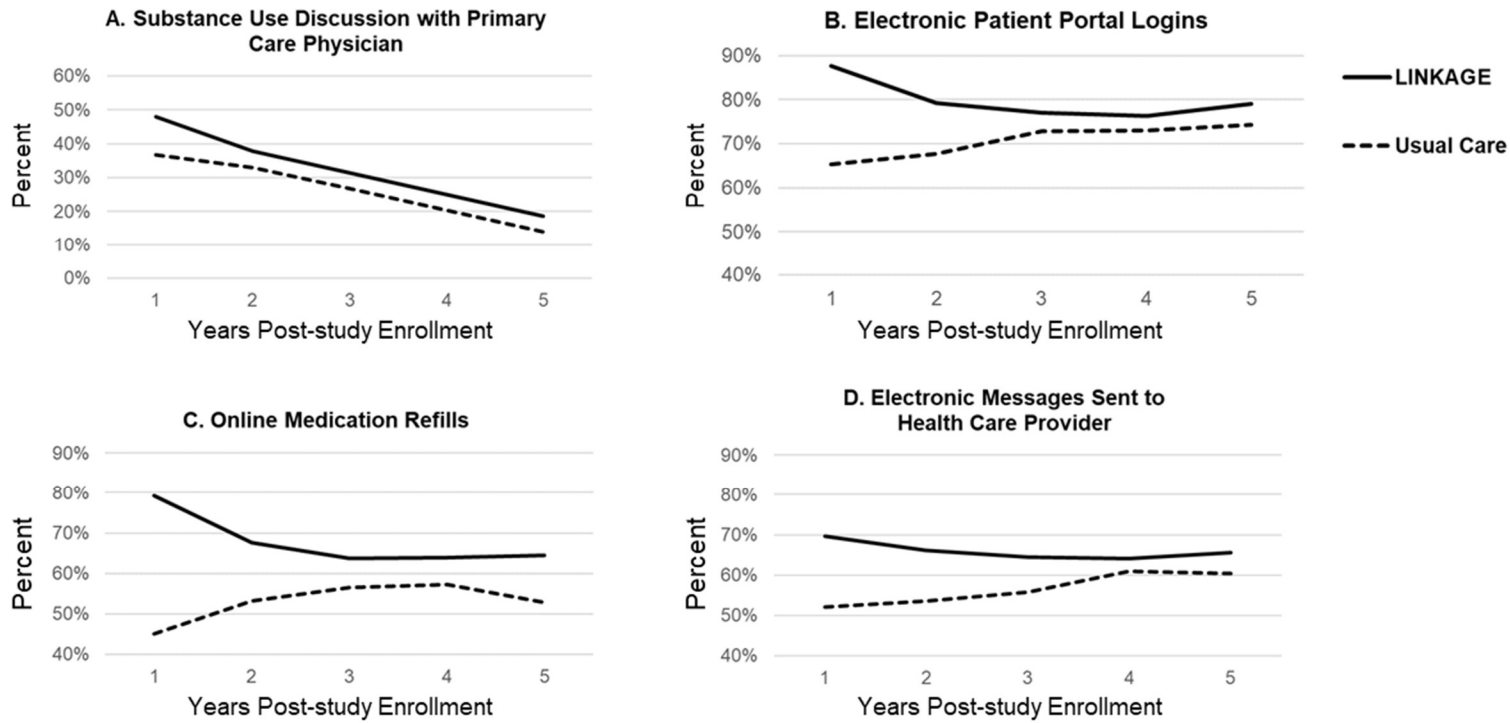 A. Substance Use Discussion with Primary
Care Physician
60%
50%
40%
30%
20%
10%
0%
Percent
1 2 3 4 5
Years Post-study Enrollment
B. Electronic Patient Portal Logins
90%
80%
70%
60%
50%
40%
Percent
1 2 3 4 5
Years Post-study Enrollment
LINKAGE
Usual Care
C. Online Medication Refills
90%
80%
70%
60%
50%
40%
Percent
1 2 3 4 5
Years Post-study Enrollment
D. Electronic Messages Sent to
Health Care Provider
90%
80%
70%
60%
50%
40%
Percent
1 2 3 4 5
Years Post-study Enrollment